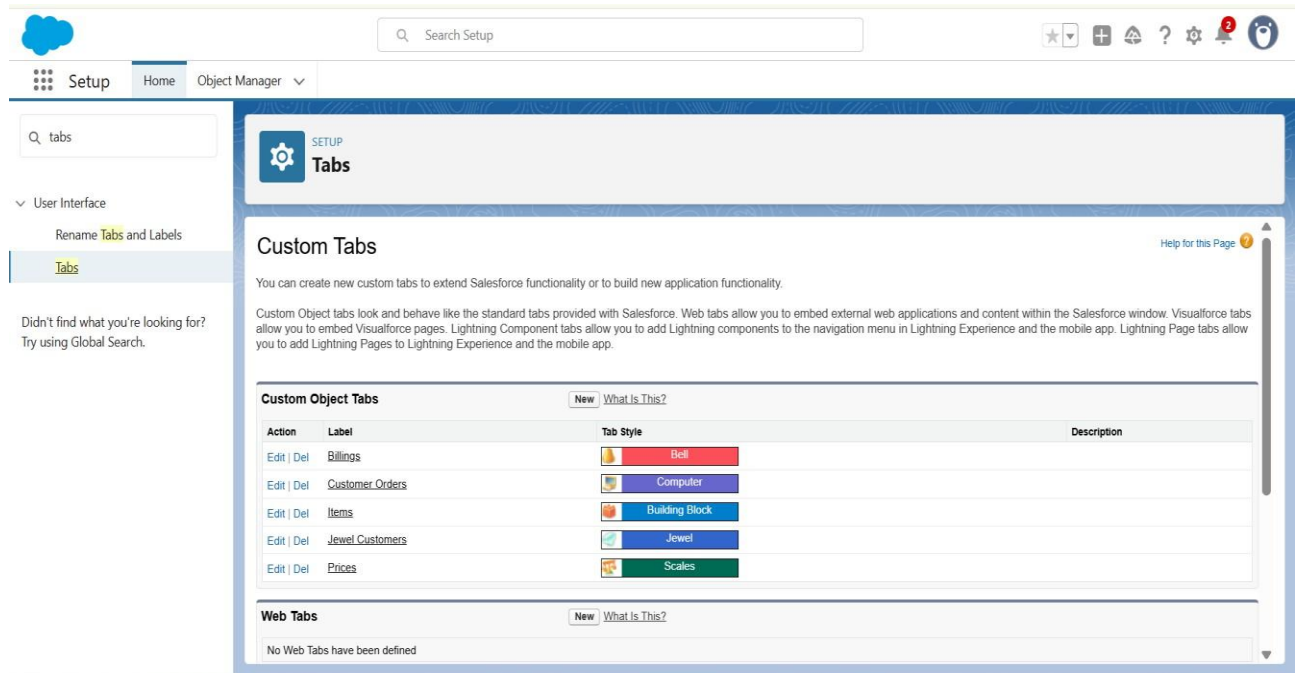 Search Setup
2
Setup
Home
Object Manager
tabs
User Interface
Rename Tabs and Labels
Tabs
Didn't find what you're looking for?
Try using Global Search.
SETUP
Tabs
Custom Tabs
Help for this Page
You can create new custom tabs to extend Salesforce functionality or to build new application functionality.
Custom Object tabs look and behave like the standard tabs provided with Salesforce. Web tabs allow you to embed external web applications and content within the Salesforce window. Visualforce tabs
allow you to embed Visualforce pages. Lightning Component tabs allow you to add Lightning components to the navigation menu in Lightning Experience and the mobile app. Lightning Page tabs allow
you to add Lightning Pages to Lightning Experience and the mobile app.
Custom Object Tabs New What Is This?
Action Label Tab Style Description
Edit | Del Billings Bell
Edit | Del Customer Orders Computer
Edit | Del Items Building Block
Edit | Del Jewel Customers Jewel
Edit | Del Prices Scales
Web Tabs New What Is This?
No Web Tabs have been defined